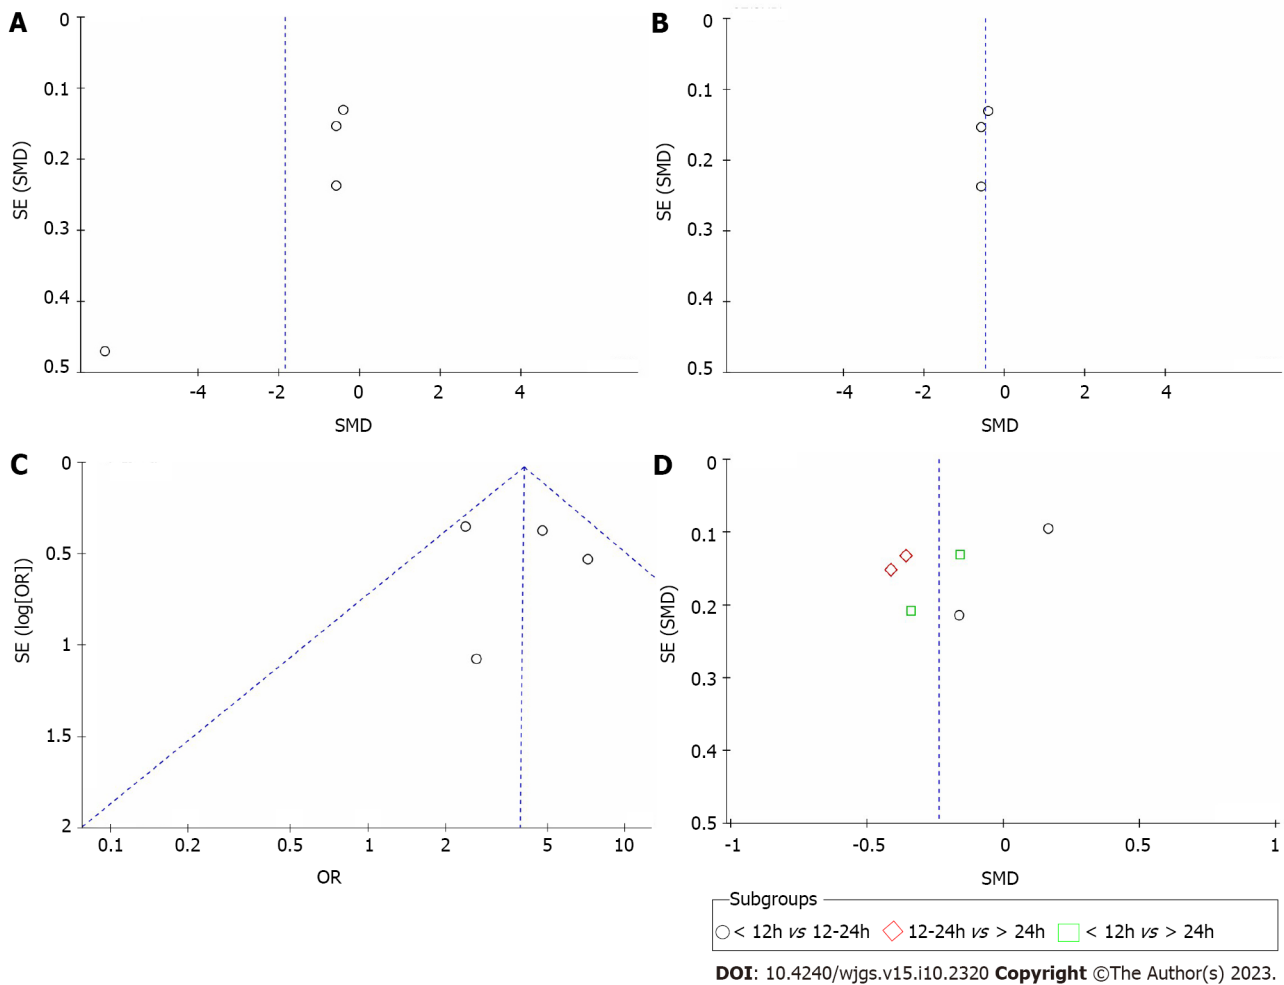 A
0
0.1
0.2
0.3
0.4
0.5
SE (SMD)
-4
-2
0
2
4
SMD
B
0
0.1
0.2
0.3
0.4
0.5
SE (SMD)
-4
-2
0
2
4
SMD
C
0
0.5
1
1.5
2
SE (log[OR])
0.1
0.2
0.5
1
2
5
10
OR
D
0
0.1
0.2
0.3
0.4
0.5
SE (SMD)
-1
-0.5
0
0.5
1
SMD
Subgroups
< 12h vs 12-24h
12-24h vs > 24h
< 12h vs > 24h
DOI: 10.4240/wjgs.v15.i10.2320 Copyright ©The Author(s) 2023.